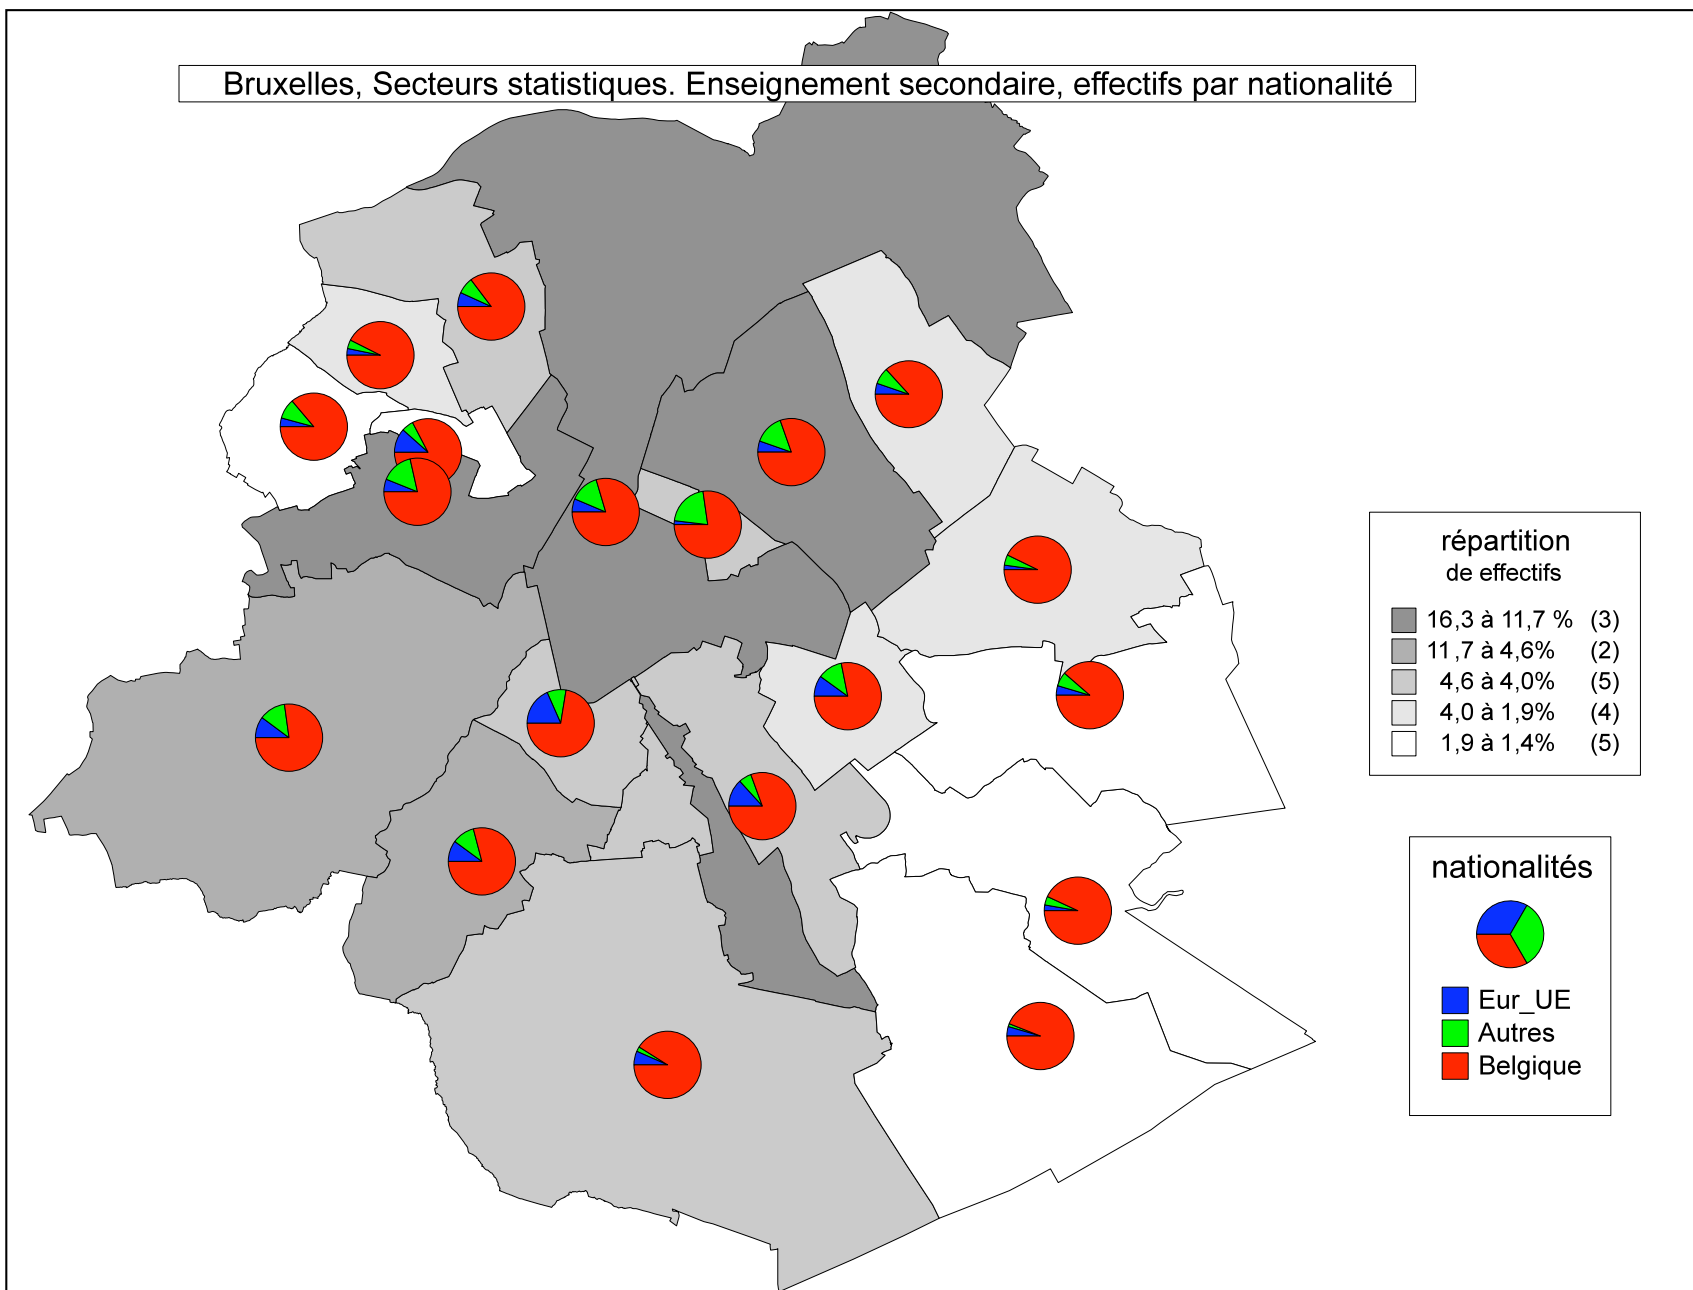 Bruxelles, Secteurs statistiques. Enseignement secondaire, effectifs par nationalité
répartition
de effectifs
16,3 à 11,7 % (3)
11,7 à 4,6% (2)
4,6 à 4,0% (5)
4,0 à 1,9% (4)
1,9 à 1,4% (5)
nationalités
Eur_UE
Autres
Belgique